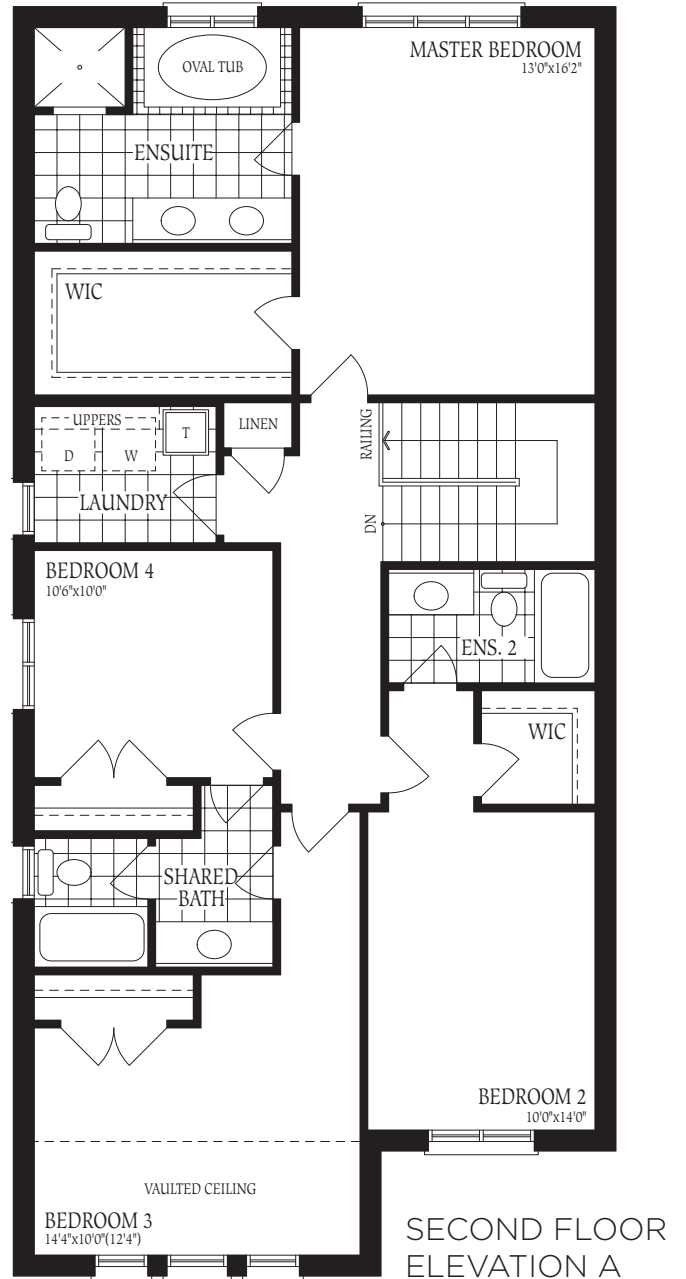 MASTER BEDROOM
13'0"x16'2"
OVAL TUB
ENSUITE
WIC
UPPERS
D
W
T
LINEN
LAUNDRY
RAILING
DN
BEDROOM 4
10'6"x10'0"
ENS. 2
WIC
SHARED
BATH
BEDROOM 2
10'0"x14'0"
VAULTED CEILING
BEDROOM 3
14'4"x10'0"(12'4")
SECOND FLOOR
ELEVATION A